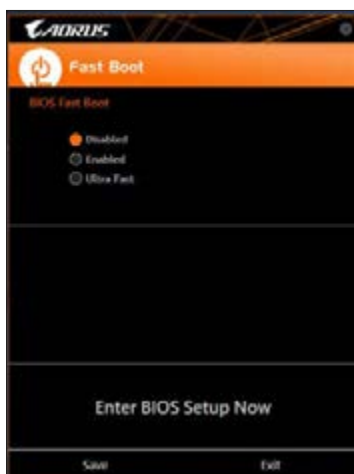 AORUS
Fast Boot
BIOS Fast Boot
Disabled
Enabled
Ultra Fast
Enter BIOS Setup Now
Save Exit